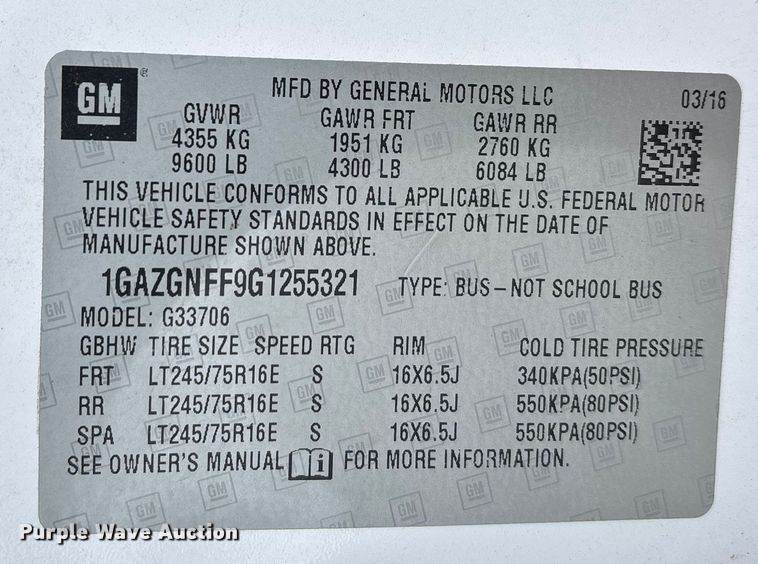 GM ® MFD BY GENERAL MOTORS LLC 03/16
GVWR GAWR FRT GAWR RR
4355 KG 1951 KG 2760 KG
9600 LB 4300 LB 6084 LB
THIS VEHICLE CONFORMS TO ALL APPLICABLE U.S. FEDERAL MOTOR
VEHICLE SAFETY STANDARDS IN EFFECT ON THE DATE OF
MANUFACTURE SHOWN ABOVE.
1GAZGNFF9G1255321 TYPE: BUS-NOT SCHOOL BUS
MODEL: G33706
GBHW TIRE SIZE SPEED RTG RIM COLD TIRE PRESSURE
FRT LT245/75R16E S 16X6.5J 340KPA(50PSI)
RR LT245/75R16E S 16X6.5J 550KPA(80PSI)
SPA LT245/75R16E S 16X6.5J 550KPA(80PSI)
SEE OWNER'S MANUAL i FOR MORE INFORMATION.
Purple Wave Auction